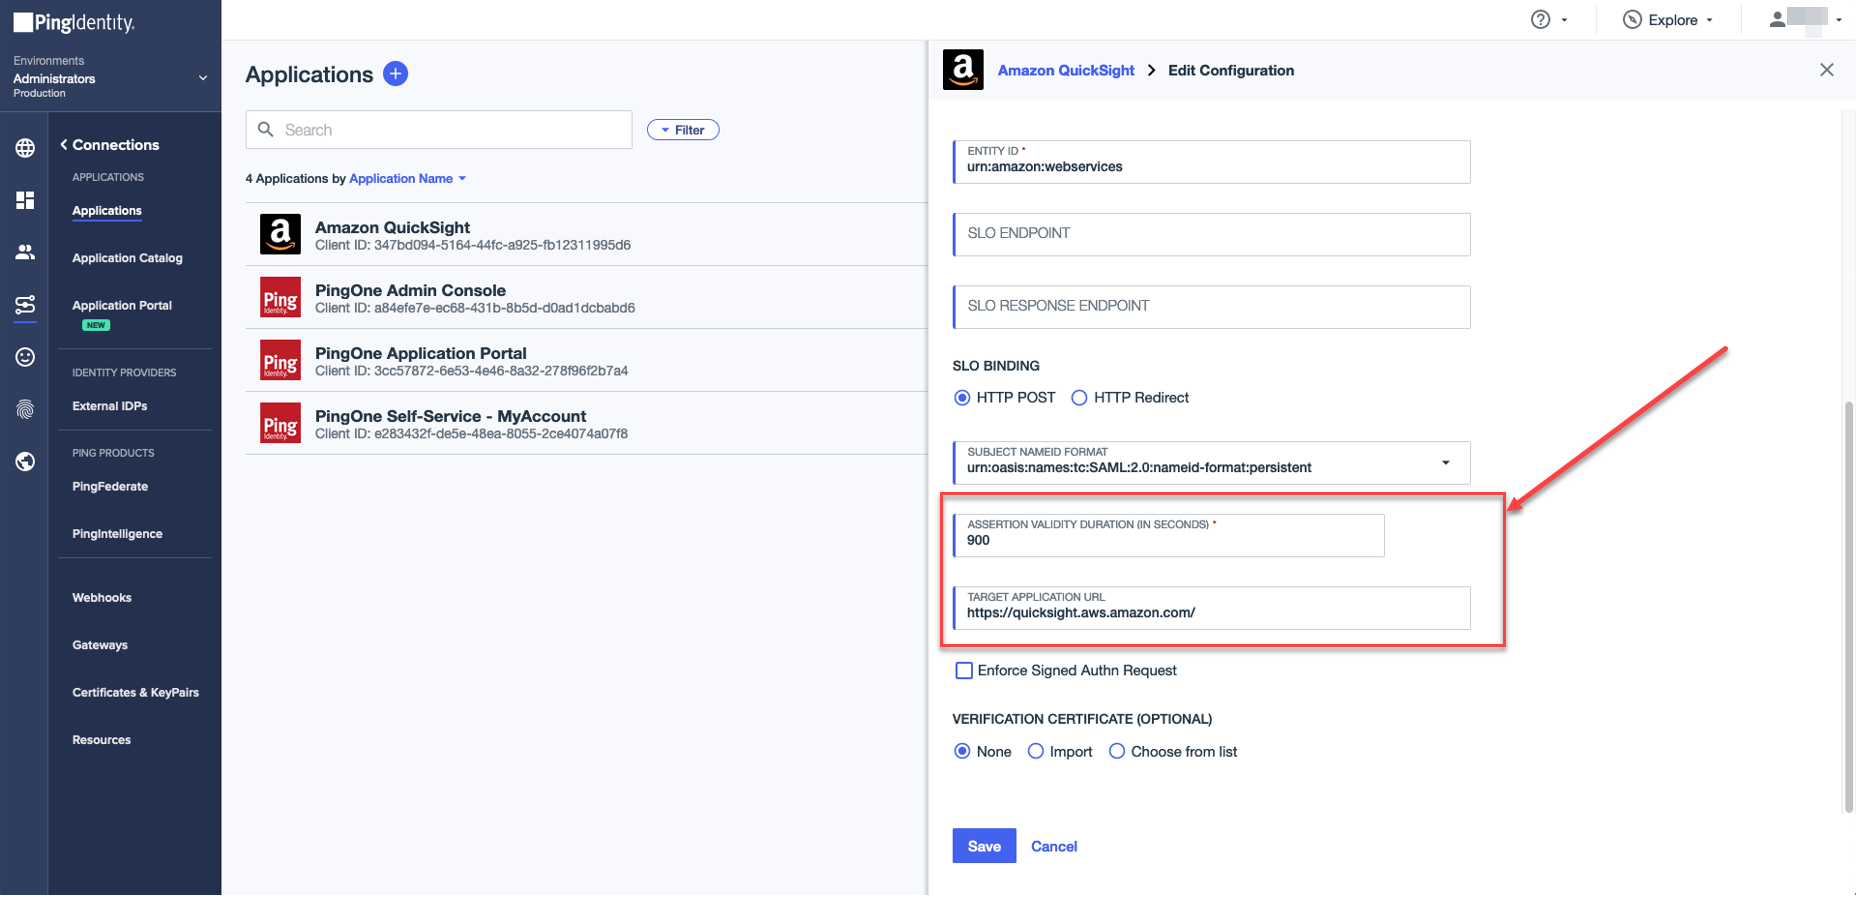 PingIdentity.
Environments
Administrators
Production
Connections
APPLICATIONS
Applications
Application Catalog
Application Portal
NEW
IDENTITY PROVIDERS
External IDPs
PING PRODUCTS
PingFederate
PingIntelligence
Webhooks
Gateways
Certificates & KeyPairs
Resources
? Explore
Applications +
Search
Filter
4 Applications by Application Name
a Amazon QuickSight
Client ID: 347bd094-5164-44fc-a925-fb12311995d6
Ping Identity. PingOne Admin Console
Client ID: a84efe7e-ec68-431b-8b5d-d0ad1dcbabd6
Ping Identity. PingOne Application Portal
Client ID: 3cc57872-6e53-4e46-8a32-278f96f2b7a4
Ping Identity. PingOne Self-Service - MyAccount
Client ID: e283432f-de5e-48ea-8055-2ce4074a07f8
a Amazon QuickSight > Edit Configuration
ENTITY ID *
urn:amazon:webservices
SLO ENDPOINT
SLO RESPONSE ENDPOINT
SLO BINDING
HTTP POST HTTP Redirect
SUBJECT NAMEID FORMAT
urn:oasis:names:tc:SAML:2.0:nameid-format:persistent
ASSERTION VALIDITY DURATION (IN SECONDS) *
900
TARGET APPLICATION URL
https://quicksight.aws.amazon.com/
Enforce Signed Authn Request
VERIFICATION CERTIFICATE (OPTIONAL)
None Import Choose from list
Save Cancel